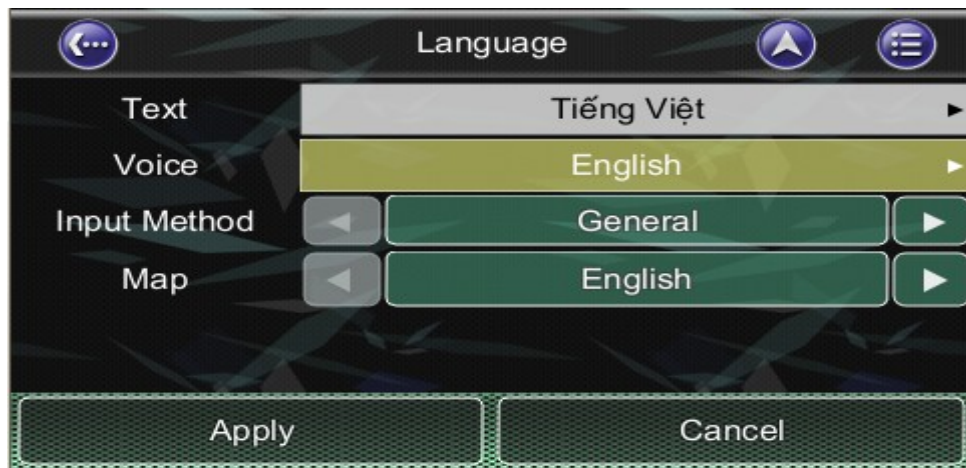 Language
Text Tiếng Việt
Voice English
Input Method General
Map English
Apply Cancel